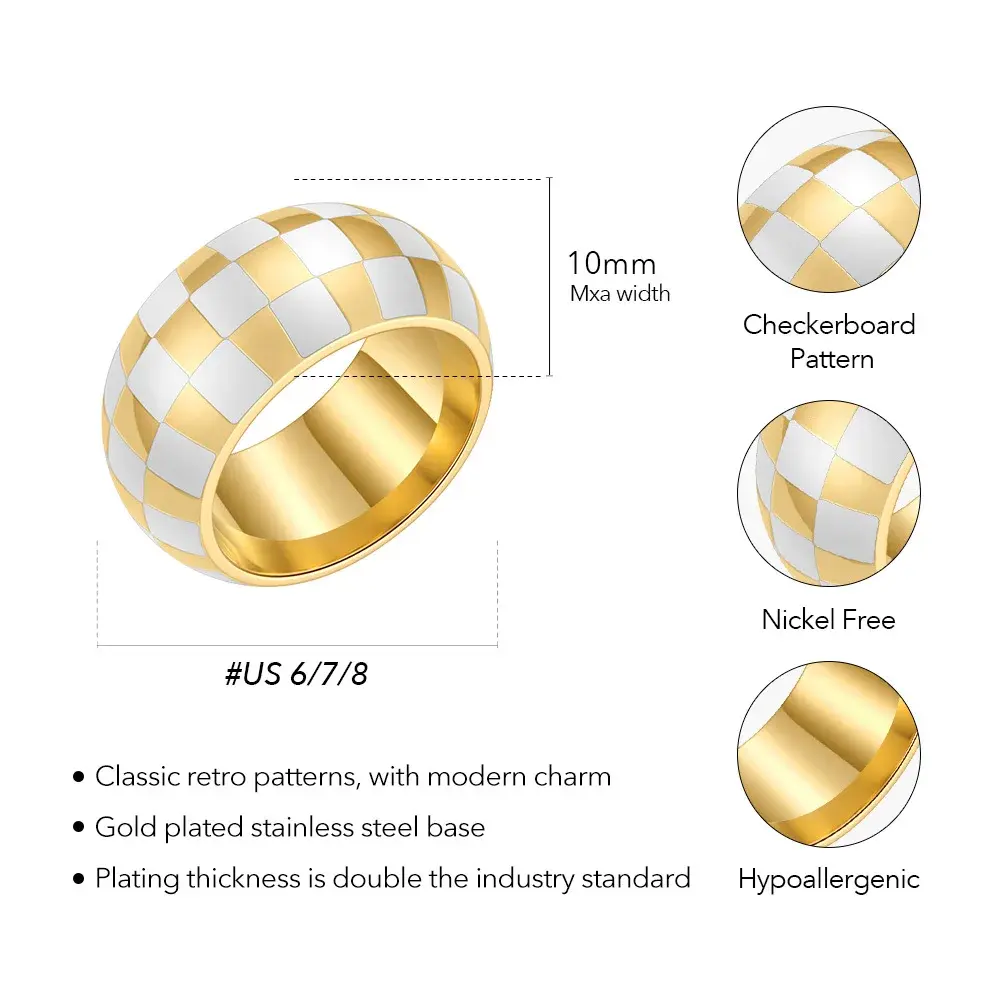 10mm
Mxa width
#US 6/7/8
Checkerboard
Pattern
Nickel Free
Hypoallergenic
• Classic retro patterns, with modern charm
• Gold plated stainless steel base
• Plating thickness is double the industry standard